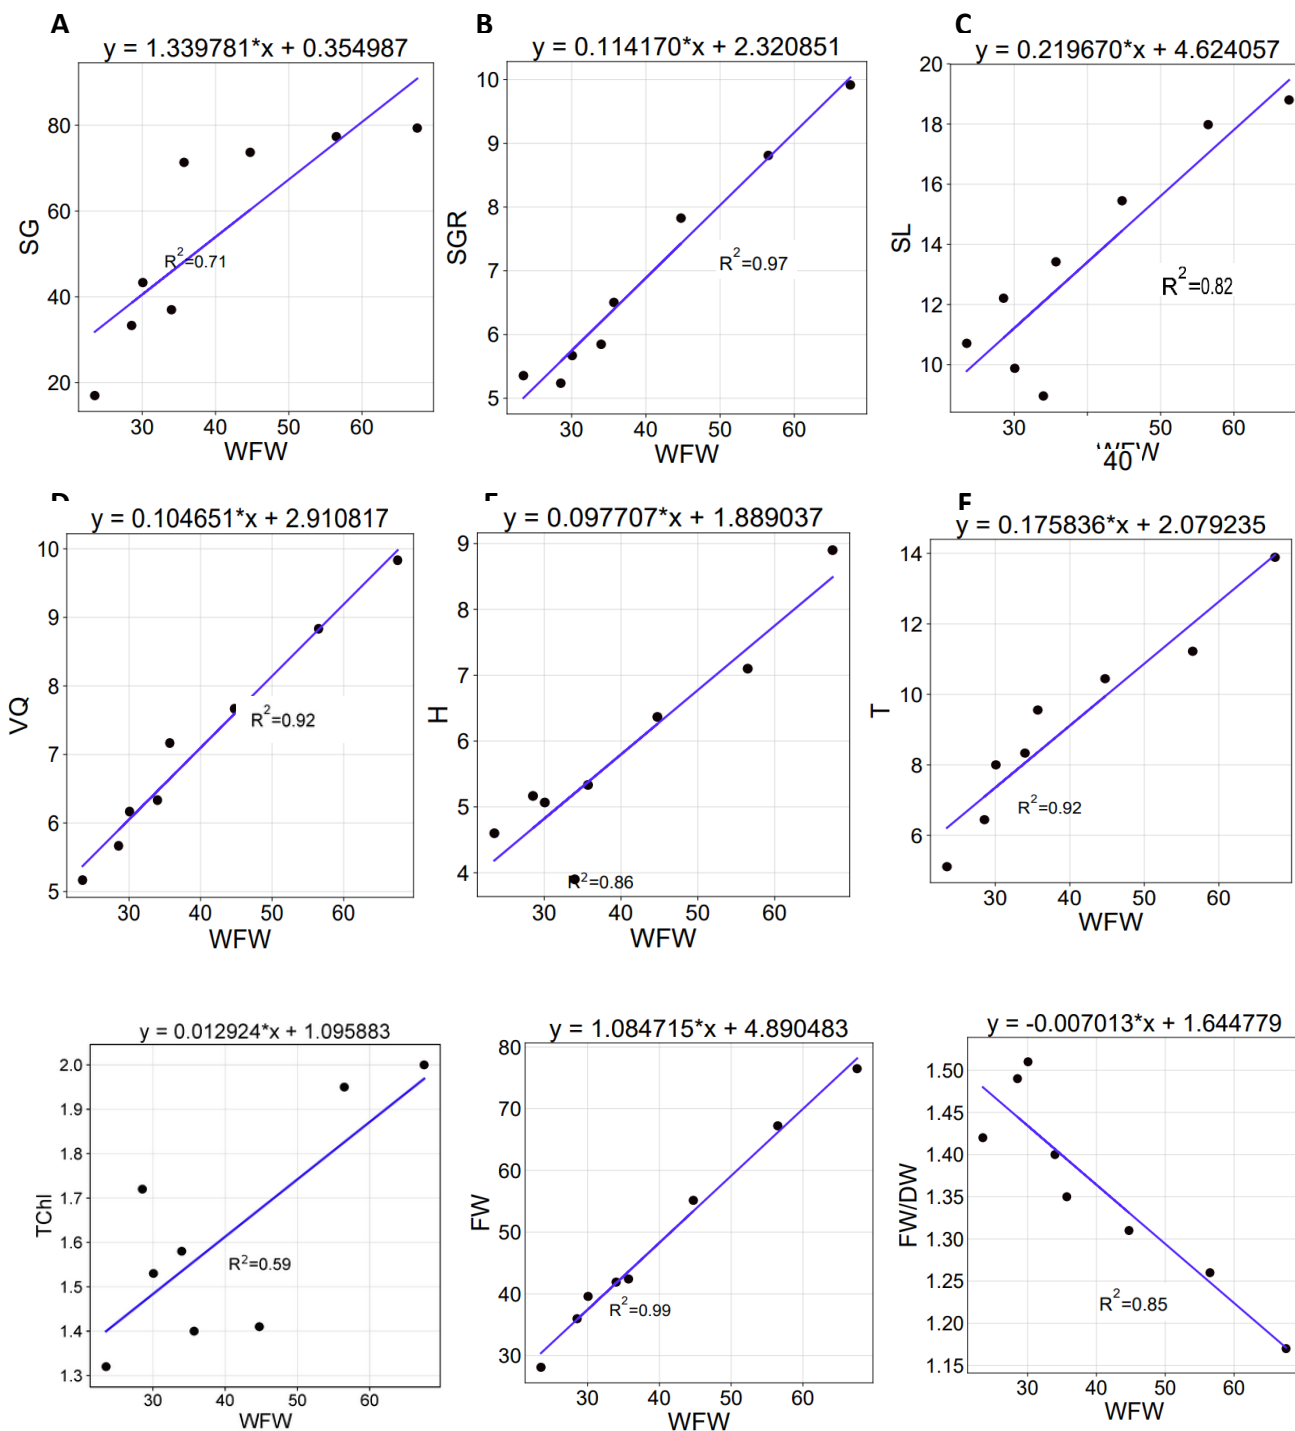 A
y = 1.339781*x + 0.354987
80
60
40
20
SG
R²=0.71
30 40 50 60
WFW
B
y = 0.114170*x + 2.320851
10
9
8
7
6
5
SGR
R²=0.97
30 40 50 60
WFW
C
y = 0.219670*x + 4.624057
20
18
16
14
12
10
SL
R²=0.82
30 50 60
WFW
40
D
y = 0.104651*x + 2.910817
10
9
8
7
6
5
VQ
R²=0.92
30 40 50 60
WFW
y = 0.097707*x + 1.889037
9
8
7
6
5
4
H
R²=0.86
30 40 50 60
WFW
F
y = 0.175836*x + 2.079235
14
12
10
8
6
T
R²=0.92
30 40 50 60
WFW
y = 0.012924*x + 1.095883
2.0
1.9
1.8
1.7
1.6
1.5
1.4
1.3
TChl
R²=0.59
30 40 50 60
WFW
y = 1.084715*x + 4.890483
80
70
60
50
40
30
FW
R²=0.99
30 40 50 60
WFW
y = -0.007013*x + 1.644779
1.50
1.45
1.40
1.35
1.30
1.25
1.20
1.15
FW/DW
R²=0.85
30 40 50 60
WFW